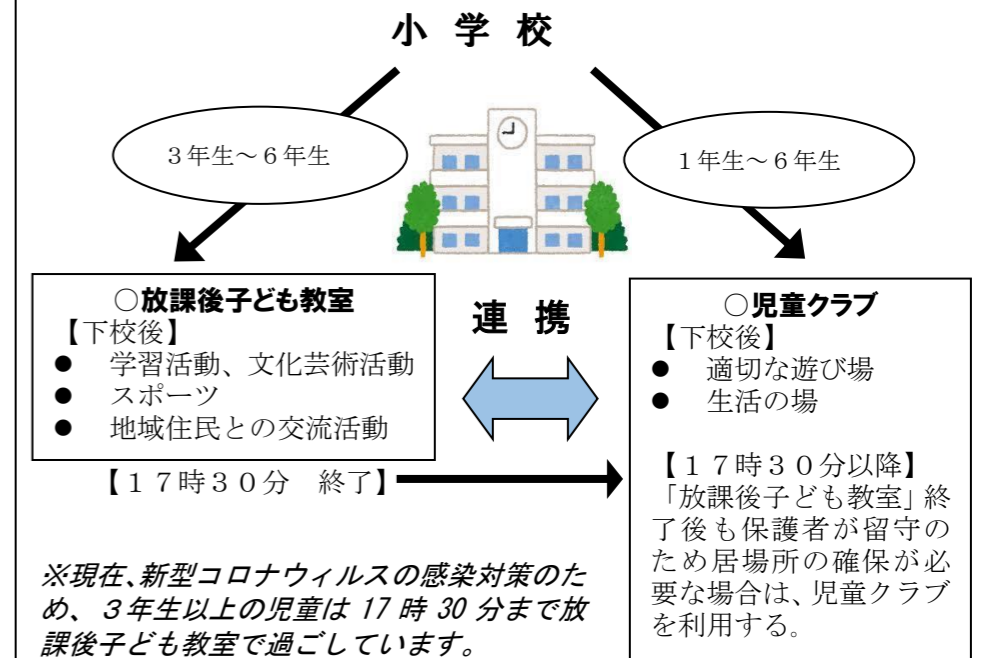 小 学 校
３年生～６年生
１年生～６年生
○放課後子ども教室
【下校後】
● 学習活動、文化芸術活動
● スポーツ
● 地域住民との交流活動
【１７時３０分　終了】
連 携
○児童クラブ
【下校後】
● 適切な遊び場
● 生活の場
【１７時３０分以降】
「放課後子ども教室」終
了後も保護者が留守の
ため居場所の確保が必
要な場合は、児童クラブ
を利用する。
※現在、新型コロナウィルスの感染対策のた
め、３年生以上の児童は 17 時 30 分まで放
課後子ども教室で過ごしています。